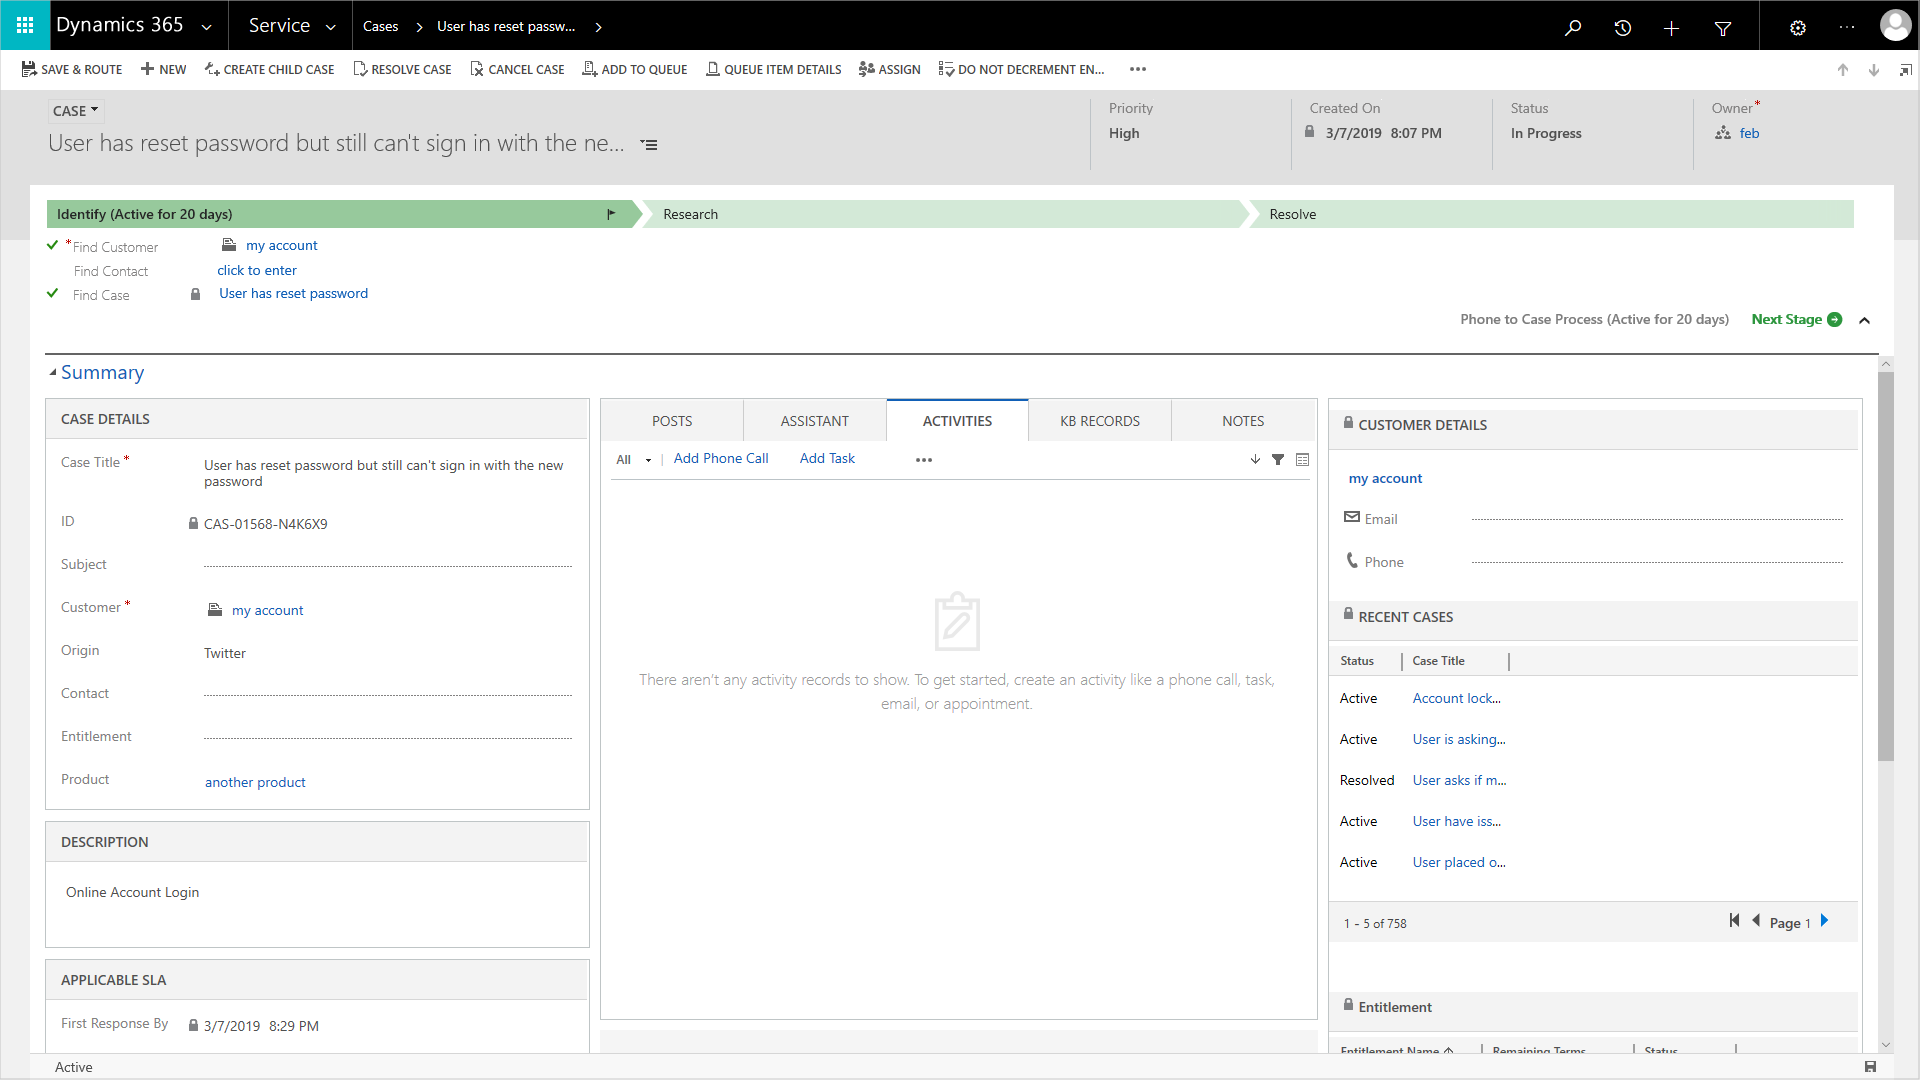 Dynamics 365
Service
Cases
User has reset passw...
SAVE & ROUTE
NEW
CREATE CHILD CASE
RESOLVE CASE
CANCEL CASE
ADD TO QUEUE
QUEUE ITEM DETAILS
ASSIGN
DO NOT DECREMENT EN...
CASE
User has reset password but still can't sign in with the ne...
Priority
High
Created On
3/7/2019 8:07 PM
Status
In Progress
Owner*
feb
Identify (Active for 20 days)
Research
Resolve
*Find Customer
my account
Find Contact
click to enter
Find Case
User has reset password
Phone to Case Process (Active for 20 days)
Next Stage
Summary
CASE DETAILS
Case Title *
User has reset password but still can't sign in with the new
password
ID
CAS-01568-N4K6X9
Subject
Customer *
my account
Origin
Twitter
Contact
Entitlement
Product
another product
DESCRIPTION
Online Account Login
APPLICABLE SLA
First Response By
3/7/2019 8:29 PM
POSTS
ASSISTANT
ACTIVITIES
KB RECORDS
NOTES
All
Add Phone Call
Add Task
There aren't any activity records to show. To get started, create an activity like a phone call, task,
email, or appointment.
CUSTOMER DETAILS
my account
Email
Phone
RECENT CASES
Status
Case Title
Active
Account lock...
Active
User is asking...
Resolved
User asks if m...
Active
User have iss...
Active
User placed o...
1 - 5 of 758
Page 1
Entitlement
Entitlement Name
Remaining Terms
Status
Active